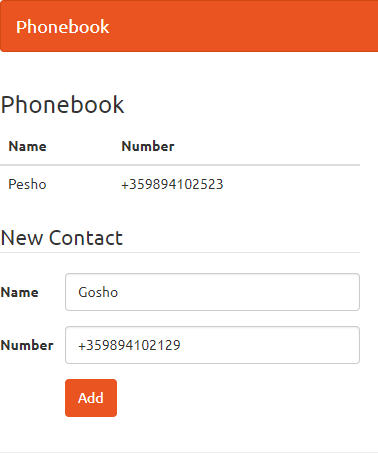 Phonebook
Phonebook
Name Number
Pesho +359894102523
New Contact
Name Gosho
Number +359894102129
Add